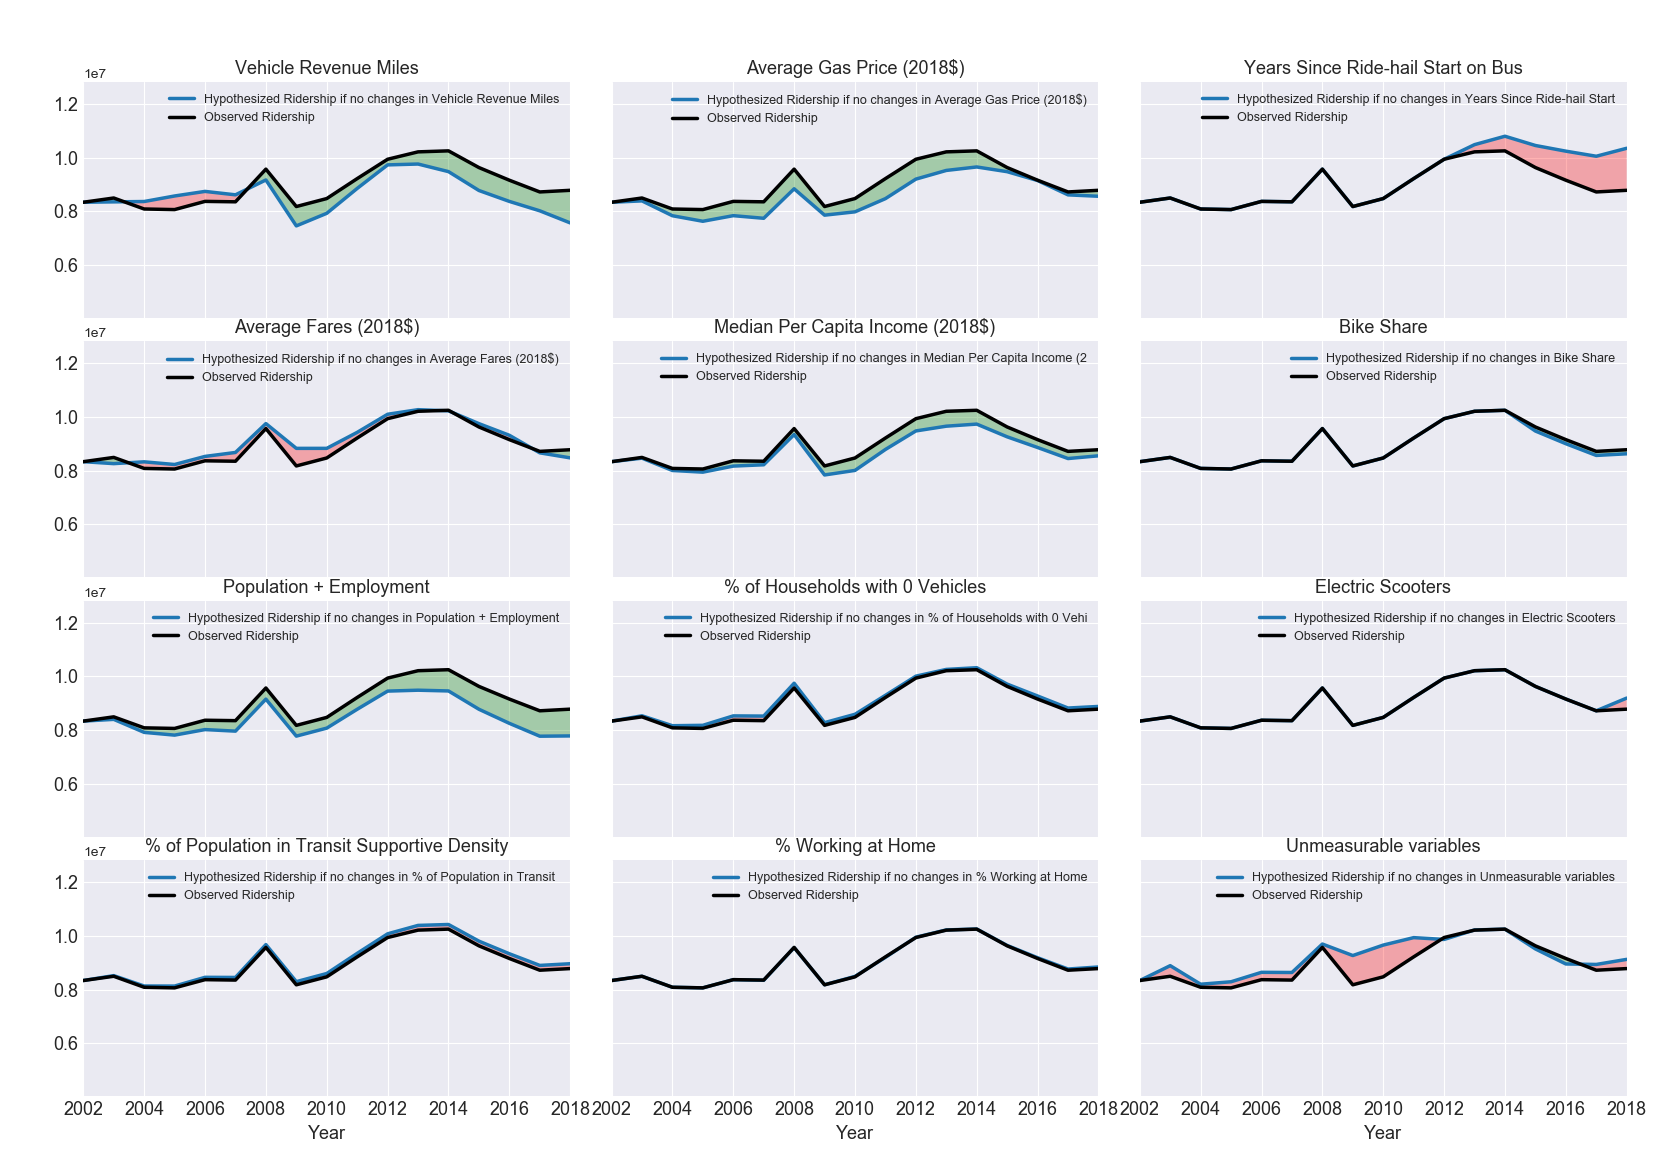 Vehicle Revenue Miles
1e7
Hypothesized Ridership if no changes in Vehicle Revenue Miles
Observed Ridership
1.2
1.0
0.8
0.6
Average Gas Price (2018$)
Hypothesized Ridership if no changes in Average Gas Price (2018$)
Observed Ridership
Years Since Ride-hail Start on Bus
Hypothesized Ridership if no changes in Years Since Ride-hail Start
Observed Ridership
Average Fares (2018$)
1e7
Hypothesized Ridership if no changes in Average Fares (2018$)
Observed Ridership
1.2
1.0
0.8
0.6
Median Per Capita Income (2018$)
Hypothesized Ridership if no changes in Median Per Capita Income (2
Observed Ridership
Bike Share
Hypothesized Ridership if no changes in Bike Share
Observed Ridership
Population + Employment
1e7
Hypothesized Ridership if no changes in Population + Employment
Observed Ridership
1.2
1.0
0.8
0.6
% of Households with 0 Vehicles
Hypothesized Ridership if no changes in % of Households with 0 Vehi
Observed Ridership
Electric Scooters
Hypothesized Ridership if no changes in Electric Scooters
Observed Ridership
% of Population in Transit Supportive Density
1e7
Hypothesized Ridership if no changes in % of Population in Transit
Observed Ridership
1.2
1.0
0.8
0.6
2002 2004 2006 2008 2010 2012 2014 2016 2018
Year
% Working at Home
Hypothesized Ridership if no changes in % Working at Home
Observed Ridership
2002 2004 2006 2008 2010 2012 2014 2016 2018
Year
Unmeasurable variables
Hypothesized Ridership if no changes in Unmeasurable variables
Observed Ridership
2002 2004 2006 2008 2010 2012 2014 2016 2018
Year